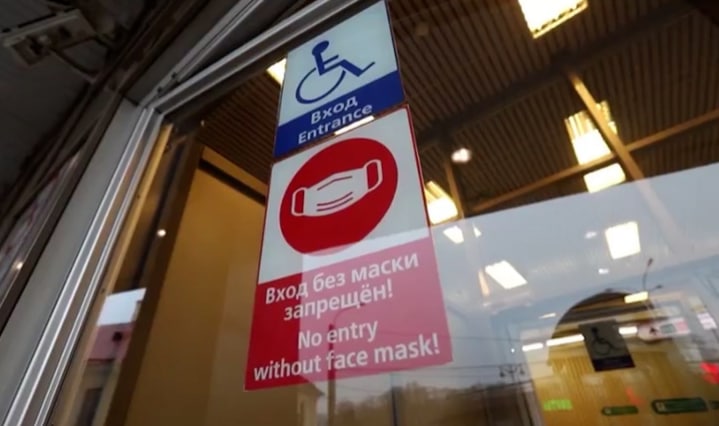 Вход
Entrance
Вход без маски
запрещён!
No entry
without face mask!